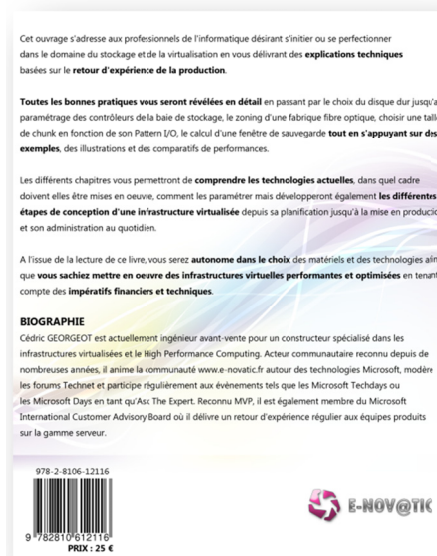 Cet ouvrage s'adresse aux professionnels de l'informatique désirant s'initier ou se perfectionner
dans le domaine du stockage et de la virtualisation en vous délivrant des explications techniques
basées sur le retour d'expérience de la production.
Toutes les bonnes pratiques vous seront révélées en détail en passant par le choix du disque dur jusqu'a
paramétrage des contrôleurs de la baie de stockage, le zoning d'une fabrique fibre optique, choisir une tail
de chunk en fonction de son Pattern I/O, le calcul d'une fenêtre de sauvegarde tout en s'appuyant sur des
exemples, des illustrations et des comparatifs de performances.
Les différents chapitres vous permettront de comprendre les technologies actuelles, dans quel cadre
doivent elles être mises en oeuvre, comment les paramétrer mais développeront également les différentes
étapes de conception d'une infrastructure virtualisée depuis sa planification jusqu'à la mise en productio
et son administration au quotidien.
A l'issue de la lecture de ce livre, vous serez autonome dans le choix des matériels et des technologies afin
que vous sachiez mettre en oeuvre des infrastructures virtuelles performantes et optimisées en tenant
compte des impératifs financiers et techniques.
BIOGRAPHIE
Cédric GEORGEOT est actuellement ingénieur avant-vente pour un constructeur spécialisé dans les
infrastructures virtualisées et le High Performance Computing. Acteur communautaire reconnu depuis de
nombreuses années, il anime la communauté www.e-novatic.fr autour des technologies Microsoft, modère
les forums Technet et participe régulièrement aux évènements tels que les Microsoft Techdays ou
les Microsoft Days en tant qu'Ask The Expert. Reconnu MVP, il est également membre du Microsoft
International Customer Advisory Board où il délivre un retour d'expérience régulier aux équipes produits
sur la gamme serveur.
978-2-8106-12116
9 782810 612116
PRIX : 25 €
E-NOV@TIC